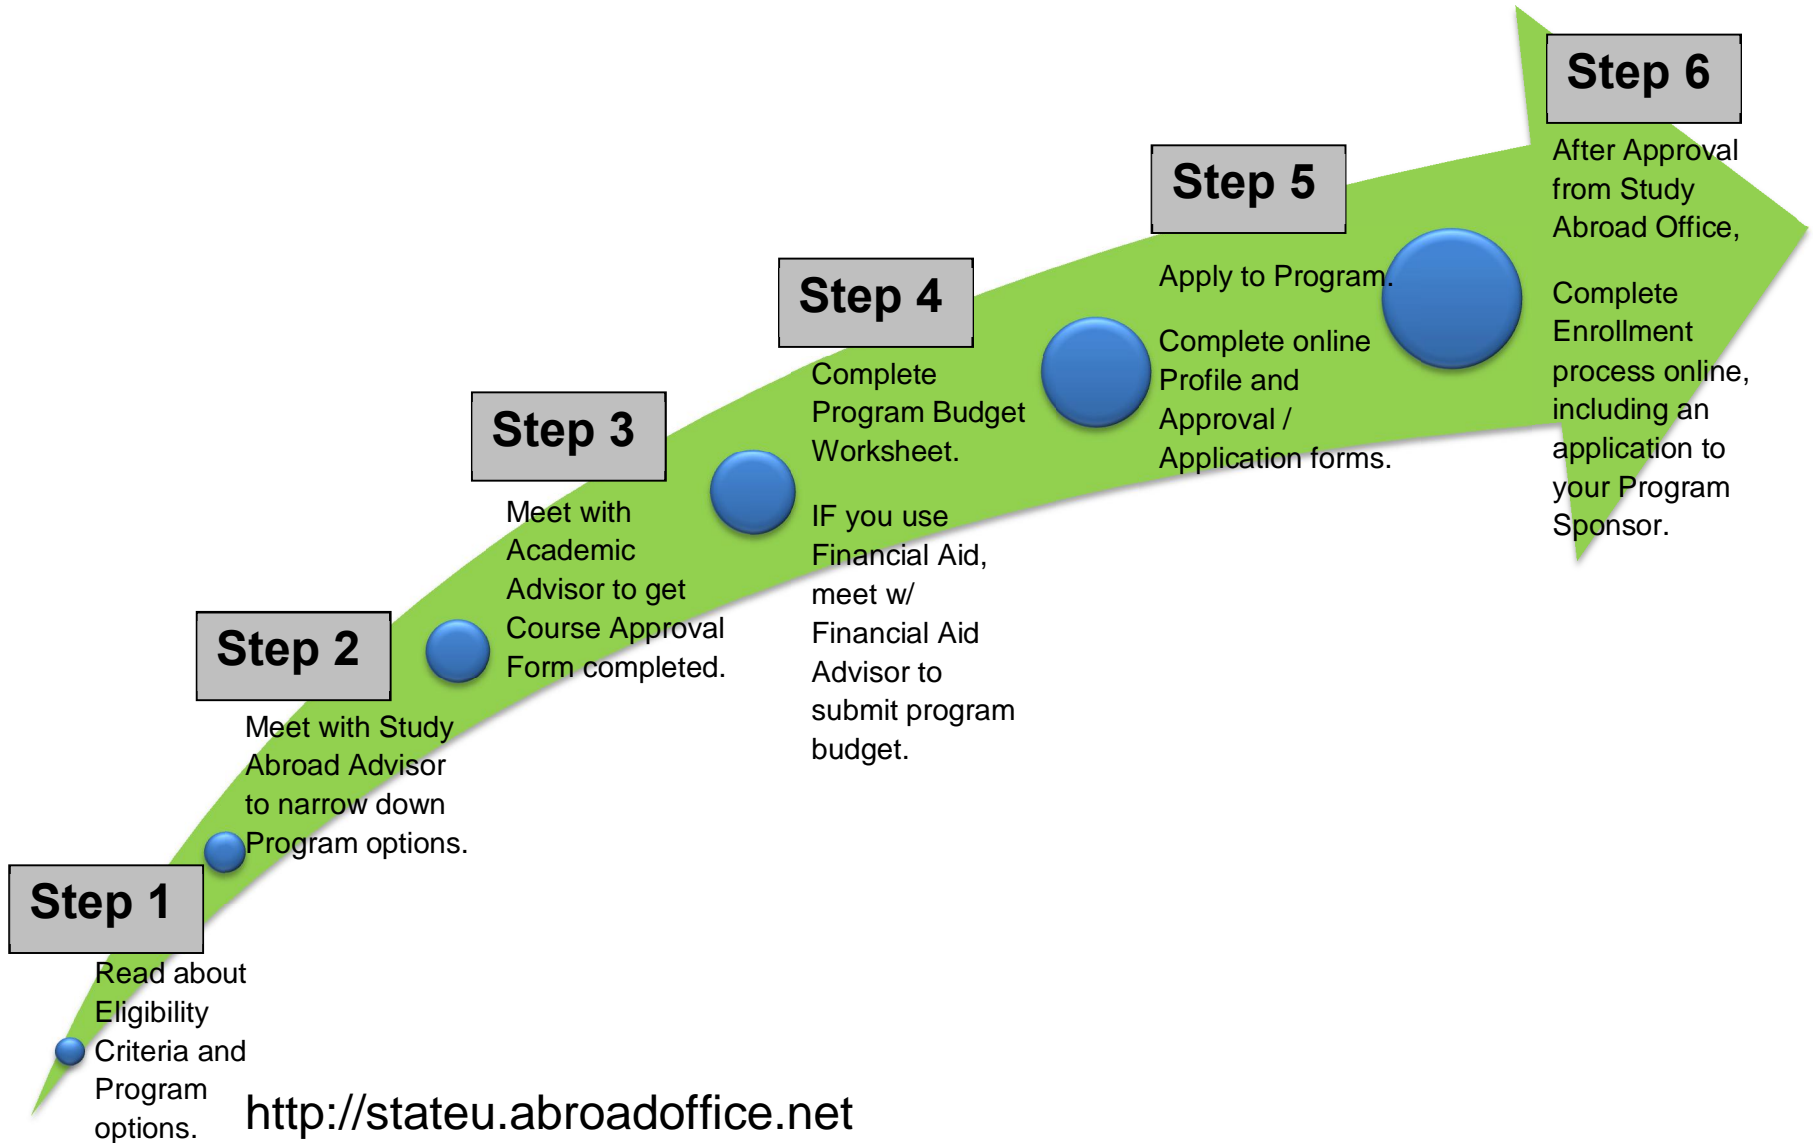 Step 1
Read about
Eligibility
Criteria and
Program
options.
Step 2
Meet with Study
Abroad Advisor
to narrow down
Program options.
Step 3
Meet with
Academic
Advisor to get
Course Approval
Form completed.
Step 4
Complete
Program Budget
Worksheet.
IF you use
Financial Aid,
meet w/
Financial Aid
Advisor to
submit program
budget.
Step 5
Apply to Program.
Complete online
Profile and
Approval /
Application forms.
Step 6
After Approval
from Study
Abroad Office,
Complete
Enrollment
process online,
including an
application to
your Program
Sponsor.
http://stateu.abroadoffice.net